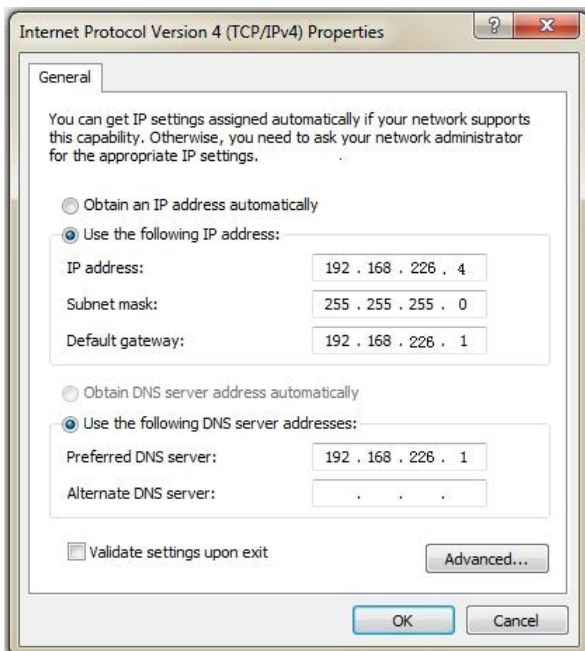 Internet Protocol Version 4 (TCP/IPv4) Properties
? X
General
You can get IP settings assigned automatically if your network supports
this capability. Otherwise, you need to ask your network administrator
for the appropriate IP settings.
Obtain an IP address automatically
Use the following IP address:
IP address: 192 . 168 . 226 . 4
Subnet mask: 255 . 255 . 255 . 0
Default gateway: 192 . 168 . 226 . 1
Obtain DNS server address automatically
Use the following DNS server addresses:
Preferred DNS server: 192 . 168 . 226 . 1
Alternate DNS server: . . .
Validate settings upon exit
Advanced...
OK Cancel